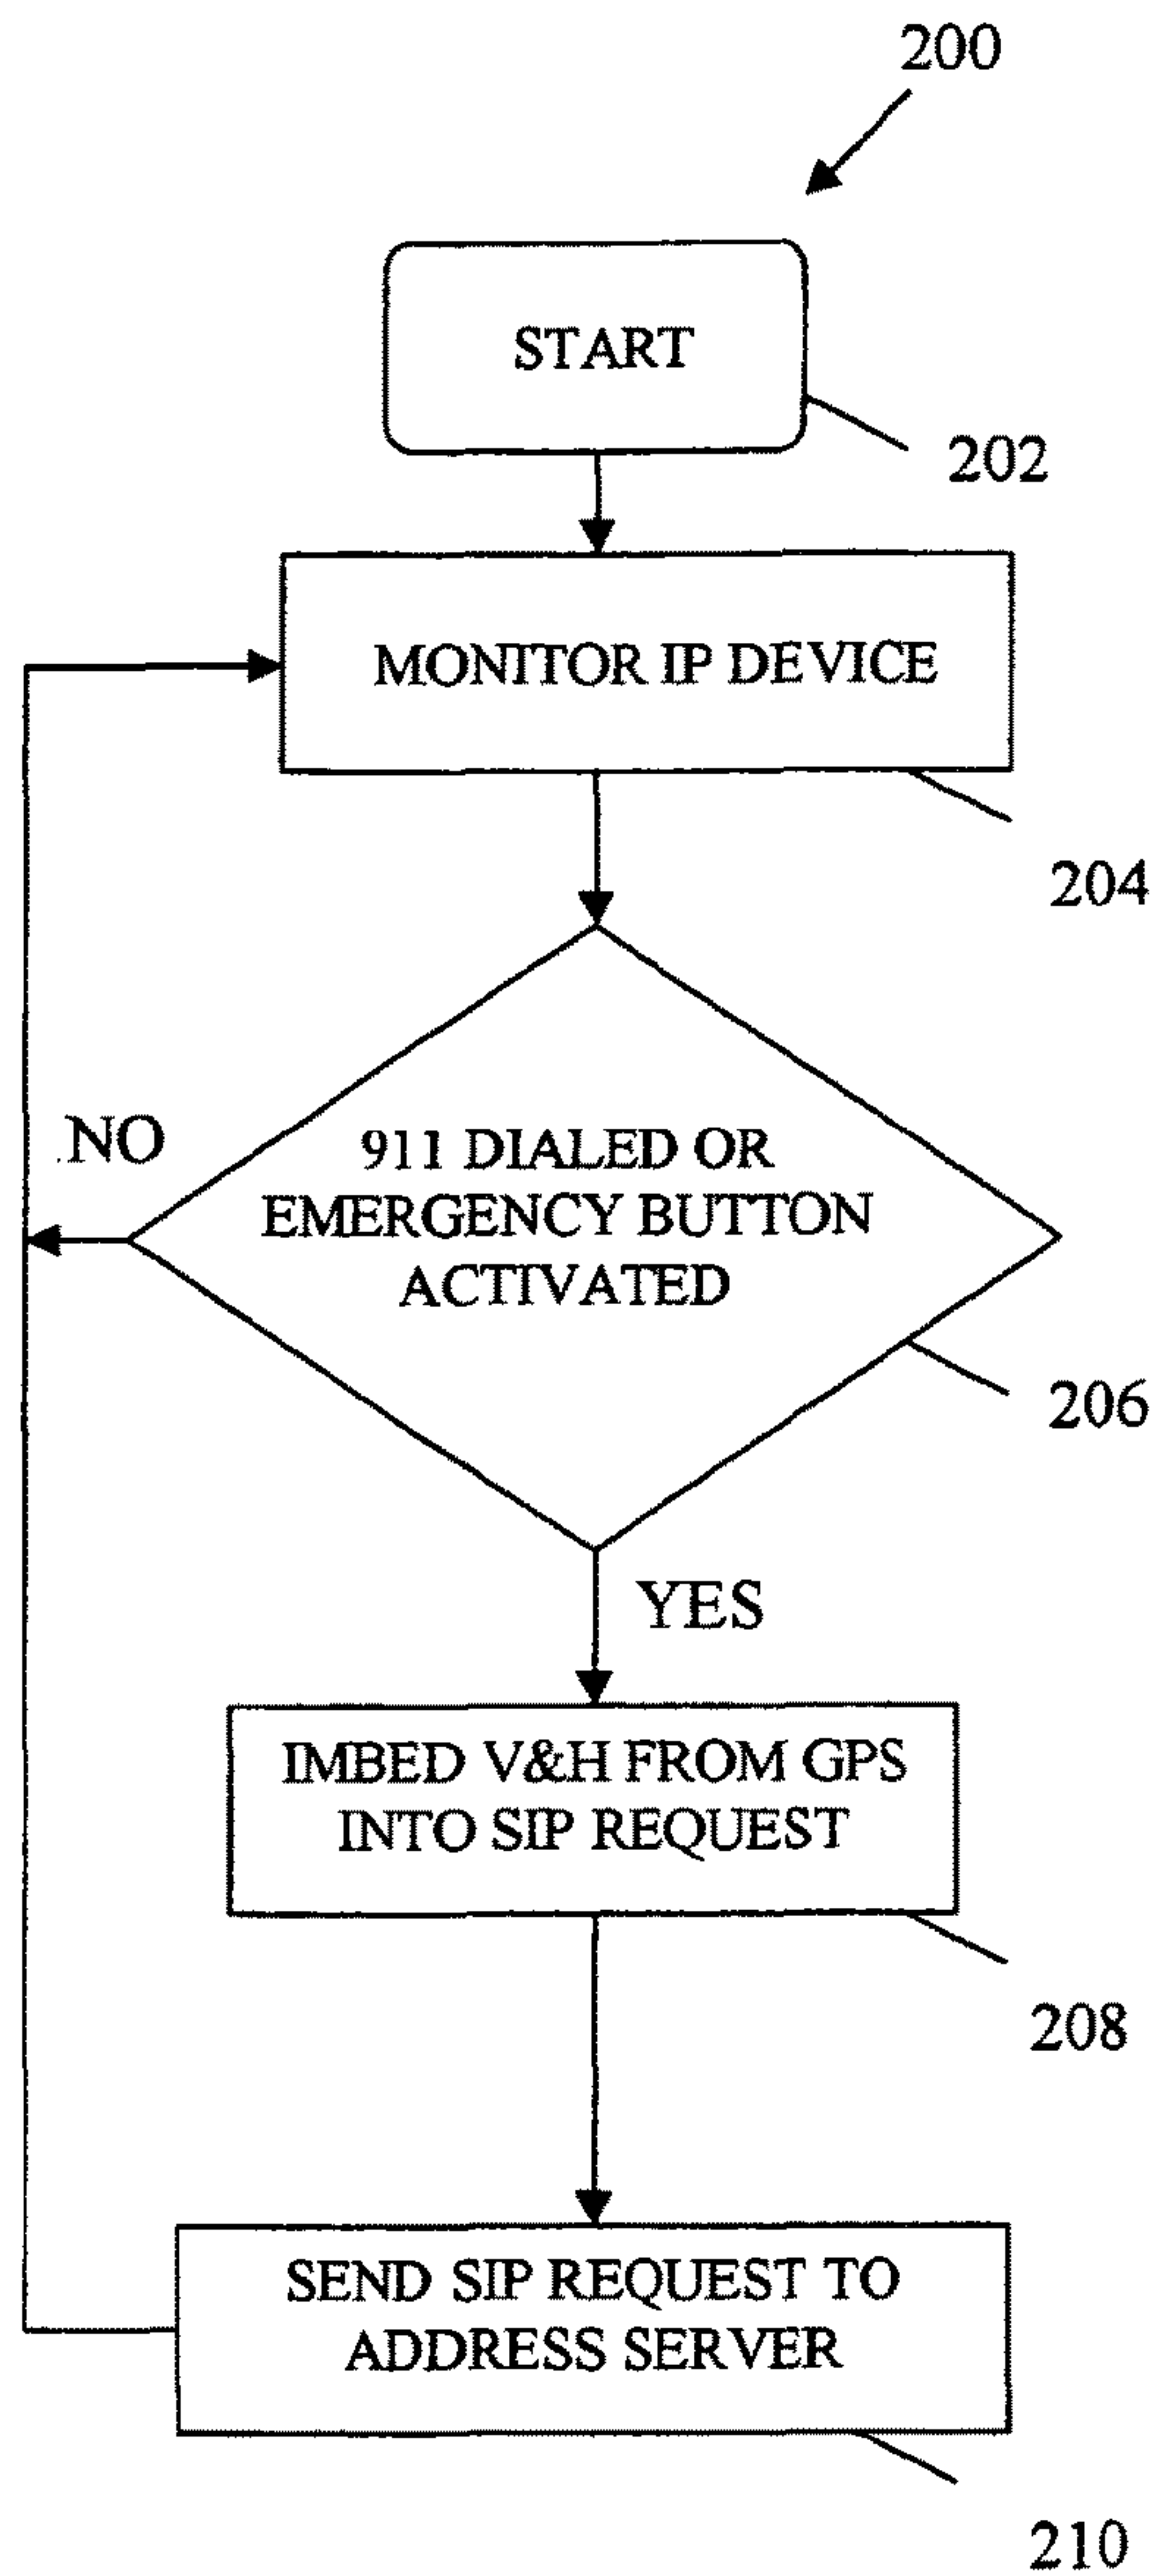 200
START
202
MONITOR IP DEVICE
204
NO
911 DIALED OR
EMERGENCY BUTTON
ACTIVATED
206
YES
IMBED V&H FROM GPS
INTO SIP REQUEST
208
SEND SIP REQUEST TO
ADDRESS SERVER
210